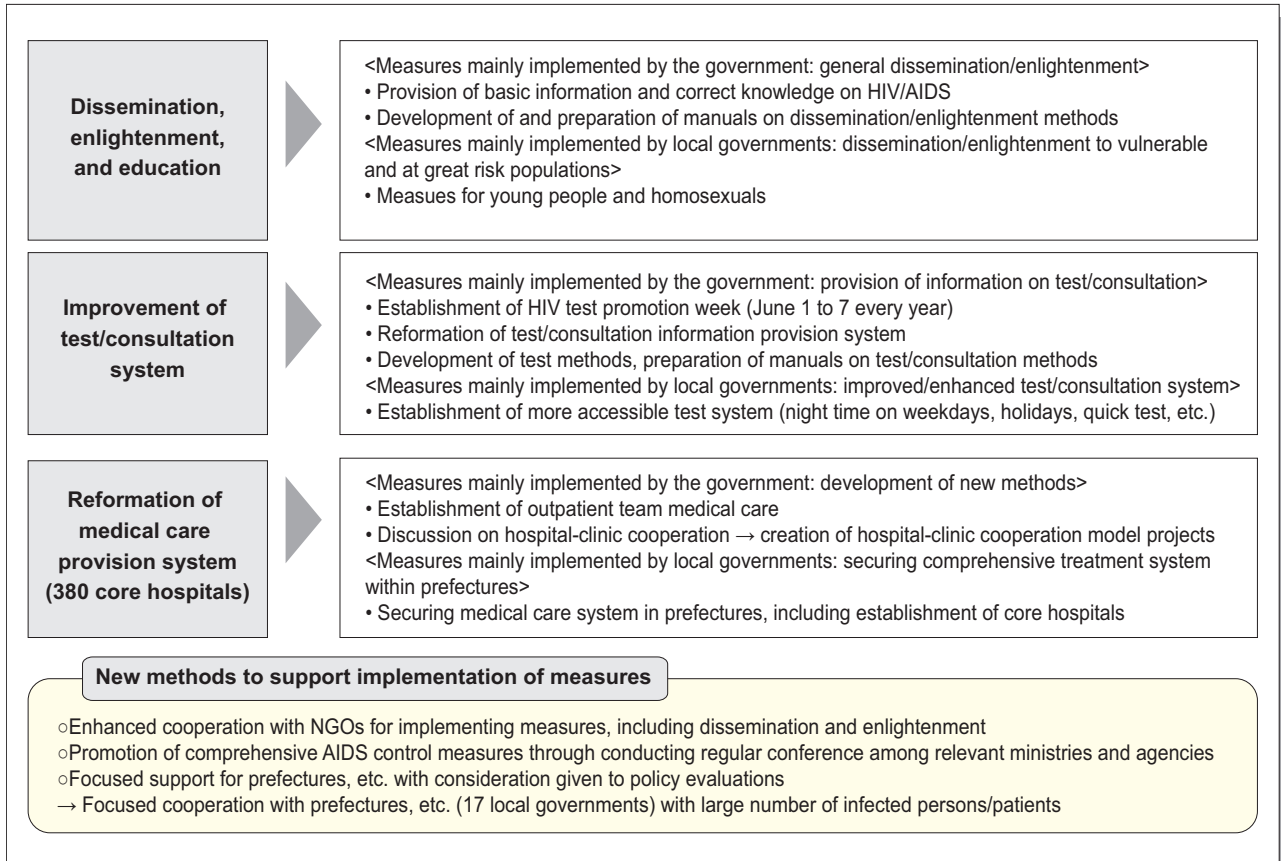 Dissemination,
enlightenment,
and education
<Measures mainly implemented by the government: general dissemination/enlightenment>
• Provision of basic information and correct knowledge on HIV/AIDS
• Development of and preparation of manuals on dissemination/enlightenment methods
<Measures mainly implemented by local governments: dissemination/enlightenment to vulnerable
and at great risk populations>
• Measues for young people and homosexuals
Improvement of
test/consultation
system
<Measures mainly implemented by the government: provision of information on test/consultation>
• Establishment of HIV test promotion week (June 1 to 7 every year)
• Reformation of test/consultation information provision system
• Development of test methods, preparation of manuals on test/consultation methods
<Measures mainly implemented by local governments: improved/enhanced test/consultation system>
• Establishment of more accessible test system (night time on weekdays, holidays, quick test, etc.)
Reformation of
medical care
provision system
(380 core hospitals)
<Measures mainly implemented by the government: development of new methods>
• Establishment of outpatient team medical care
• Discussion on hospital-clinic cooperation → creation of hospital-clinic cooperation model projects
<Measures mainly implemented by local governments: securing comprehensive treatment system
within prefectures>
• Securing medical care system in prefectures, including establishment of core hospitals
New methods to support implementation of measures
○Enhanced cooperation with NGOs for implementing measures, including dissemination and enlightenment
○Promotion of comprehensive AIDS control measures through conducting regular conference among relevant ministries and agencies
○Focused support for prefectures, etc. with consideration given to policy evaluations
→ Focused cooperation with prefectures, etc. (17 local governments) with large number of infected persons/patients